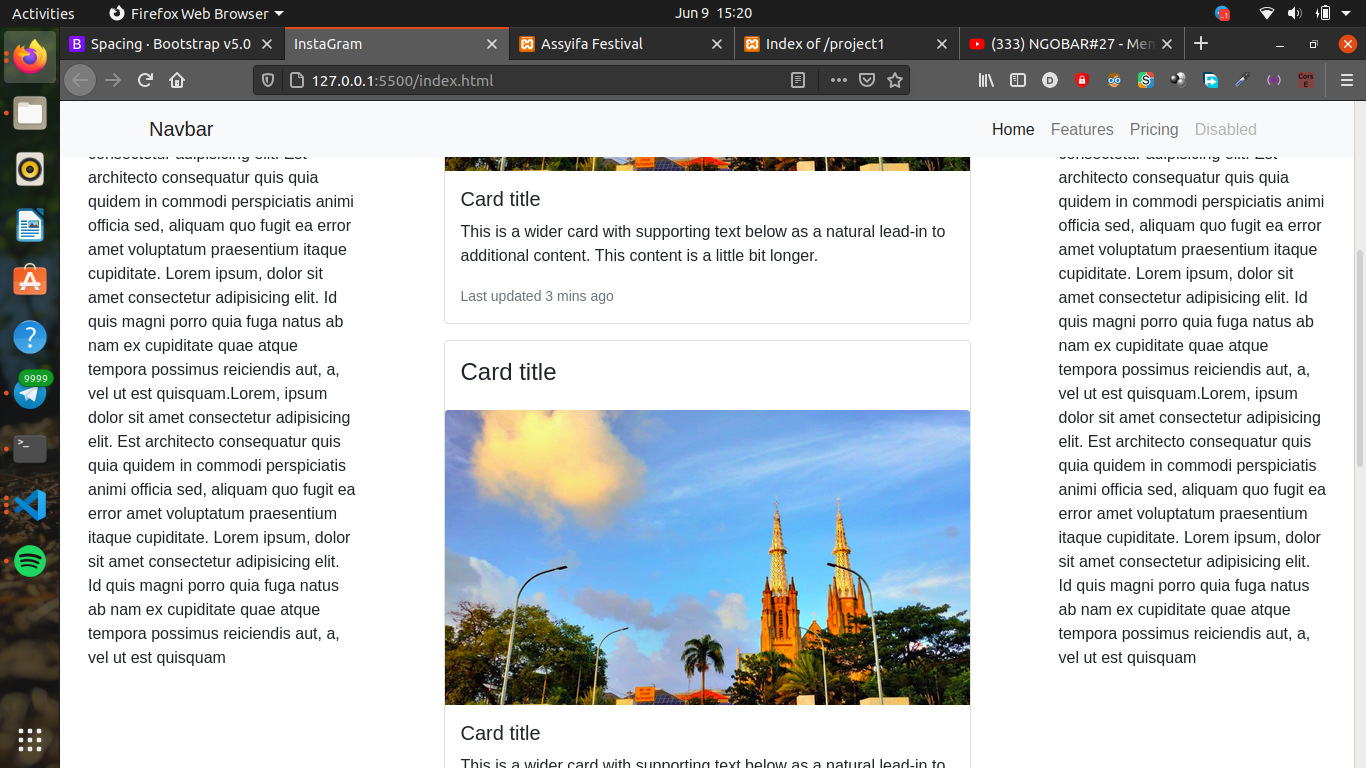 Activities
Firefox Web Browser
Jun 9 15:20
Spacing · Bootstrap v5.0
InstaGram
Assyifa Festival
Index of /project1
(333) NGOBAR#27 - Mem
127.0.0.1:5500/index.html
Navbar
Home
Features
Pricing
Disabled
consectetur adipisicing elit. Est
architecto consequatur quis quia
quidem in commodi perspiciatis animi
officia sed, aliquam quo fugit ea error
amet voluptatum praesentium itaque
cupiditate. Lorem ipsum, dolor sit
amet consectetur adipisicing elit. Id
quis magni porro quia fuga natus ab
nam ex cupiditate quae atque
tempora possimus reiciendis aut, a,
vel ut est quisquam.Lorem, ipsum
dolor sit amet consectetur adipisicing
elit. Est architecto consequatur quis
quia quidem in commodi perspiciatis
animi officia sed, aliquam quo fugit ea
error amet voluptatum praesentium
itaque cupiditate. Lorem ipsum, dolor
sit amet consectetur adipisicing elit.
Id quis magni porro quia fuga natus
ab nam ex cupiditate quae atque
tempora possimus reiciendis aut, a,
vel ut est quisquam
Card title
This is a wider card with supporting text below as a natural lead-in to
additional content. This content is a little bit longer.
Last updated 3 mins ago
Card title
Card title
This is a wider card with supporting text below as a natural lead-in to
consectetur adipisicing elit. Est
architecto consequatur quis quia
quidem in commodi perspiciatis animi
officia sed, aliquam quo fugit ea error
amet voluptatum praesentium itaque
cupiditate. Lorem ipsum, dolor sit
amet consectetur adipisicing elit. Id
quis magni porro quia fuga natus ab
nam ex cupiditate quae atque
tempora possimus reiciendis aut, a,
vel ut est quisquam.Lorem, ipsum
dolor sit amet consectetur adipisicing
elit. Est architecto consequatur quis
quia quidem in commodi perspiciatis
animi officia sed, aliquam quo fugit ea
error amet voluptatum praesentium
itaque cupiditate. Lorem ipsum, dolor
sit amet consectetur adipisicing elit.
Id quis magni porro quia fuga natus
ab nam ex cupiditate quae atque
tempora possimus reiciendis aut, a,
vel ut est quisquam
9999